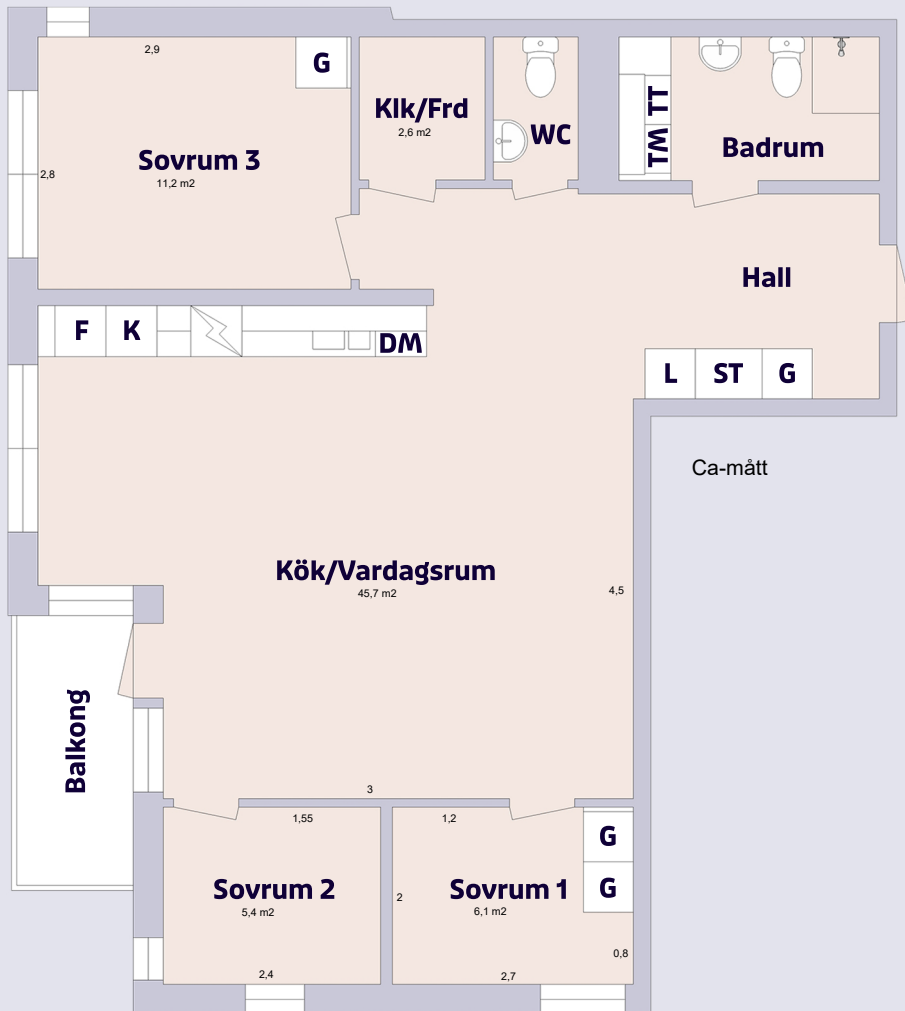 2,9
G
Klk/Frd
2,6 m2
WC
TT
TM
Badrum
Sovrum 3
11,2 m2
2,8
Hall
F
K
DM
L
ST
G
Ca-mått
Kök/Vardagsrum
45,7 m2
4,5
Balkong
3
1,55
1,2
G
Sovrum 2
5,4 m2
2
Sovrum 1
6,1 m2
G
0,8
2,4
2,7